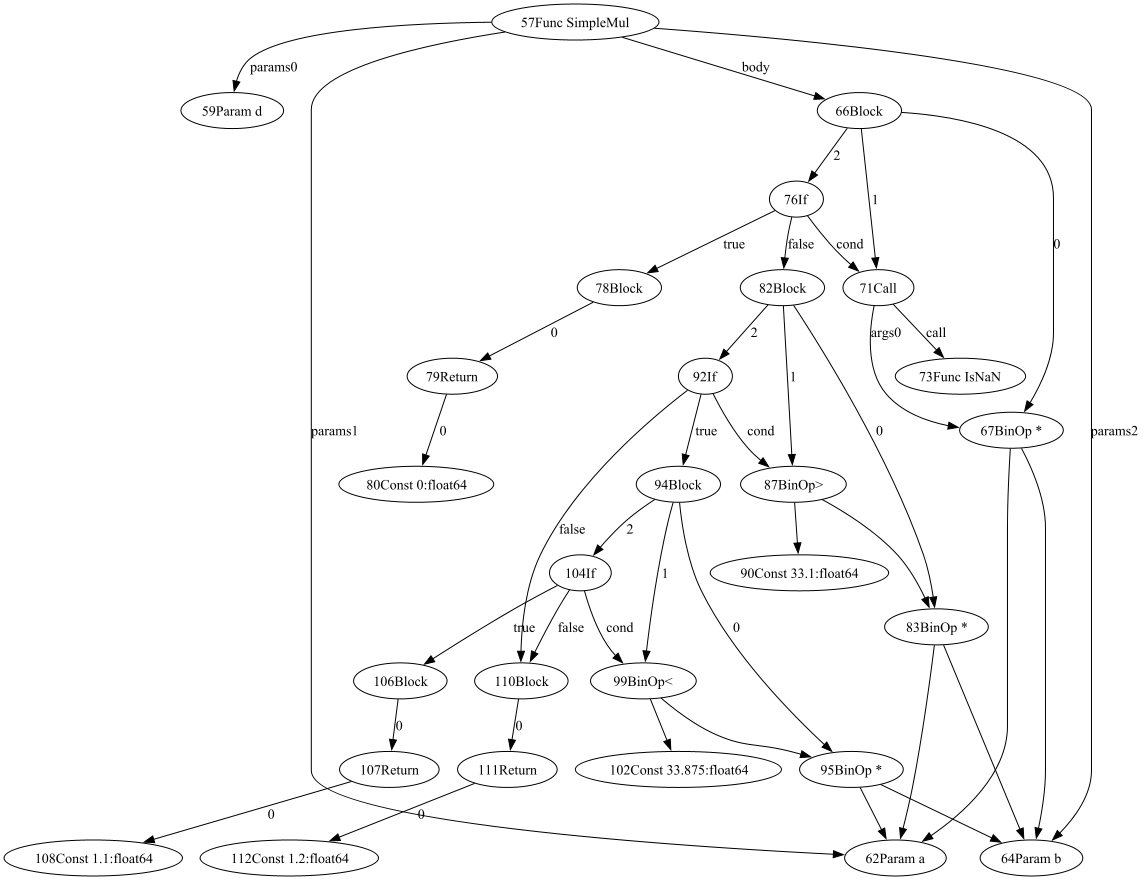 57Func SimpleMul
params0
body
59Param d
66Block
2
1
0
76If
true
false
cond
78Block
82Block
71Call
0
2
1
0
args0
call
79Return
92If
73Func IsNaN
0
true
cond
params1
67BinOp *
params2
80Const 0:float64
94Block
87BinOp>
false
2
1
0
104If
90Const 33.1:float64
true
false
cond
83BinOp *
106Block
110Block
99BinOp<
0
0
107Return
111Return
102Const 33.875:float64
95BinOp *
0
0
108Const 1.1:float64
112Const 1.2:float64
62Param a
64Param b